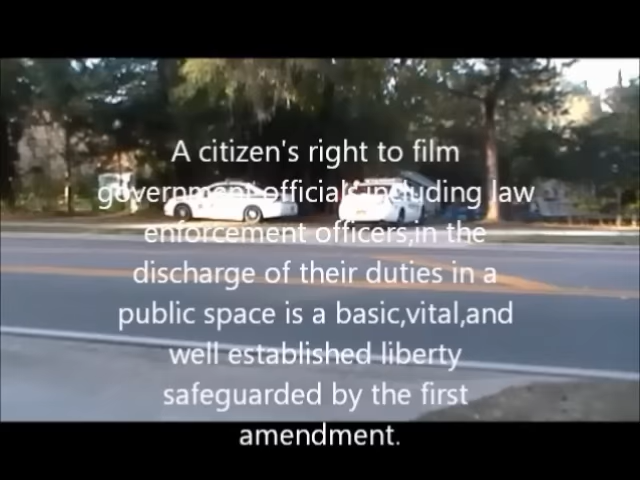 A citizen's right to film
government officials,including law
enforcement officers,in the
discharge of their duties in a
public space is a basic,vital,and
well established liberty
safeguarded by the first
amendment.